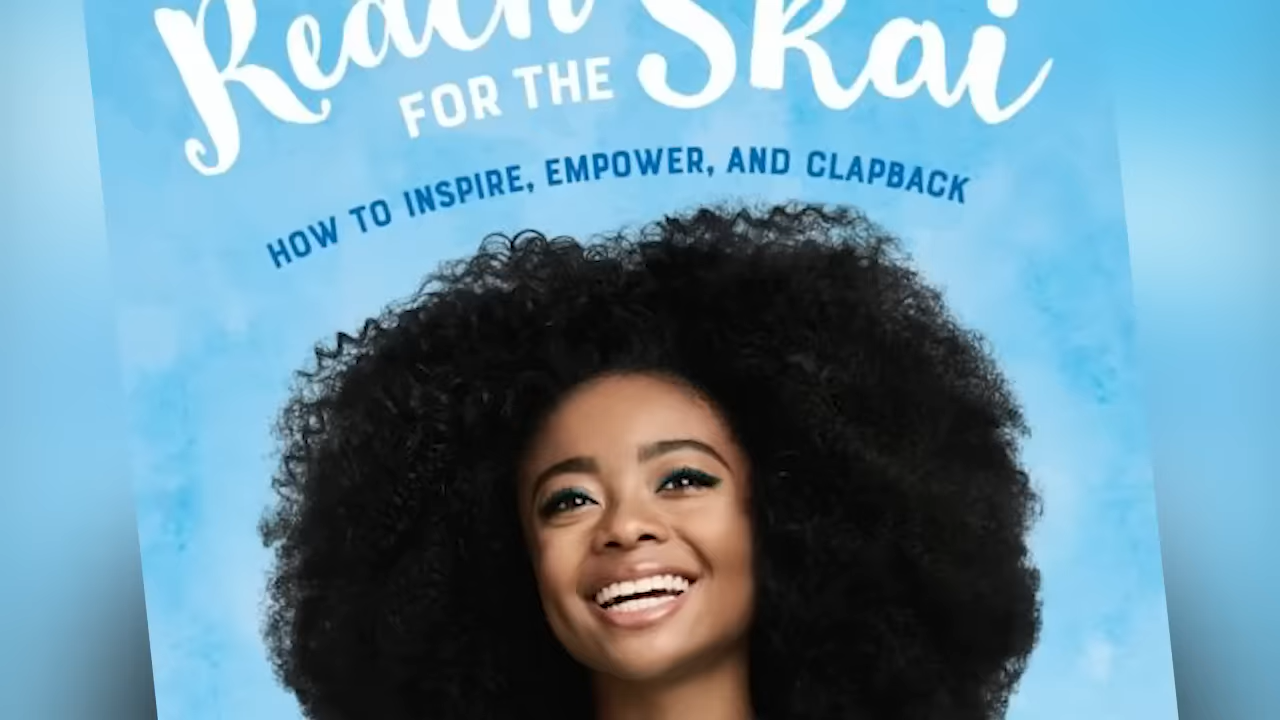 Reach
FOR THE Skai
HOW TO INSPIRE, EMPOWER, AND CLAPBACK